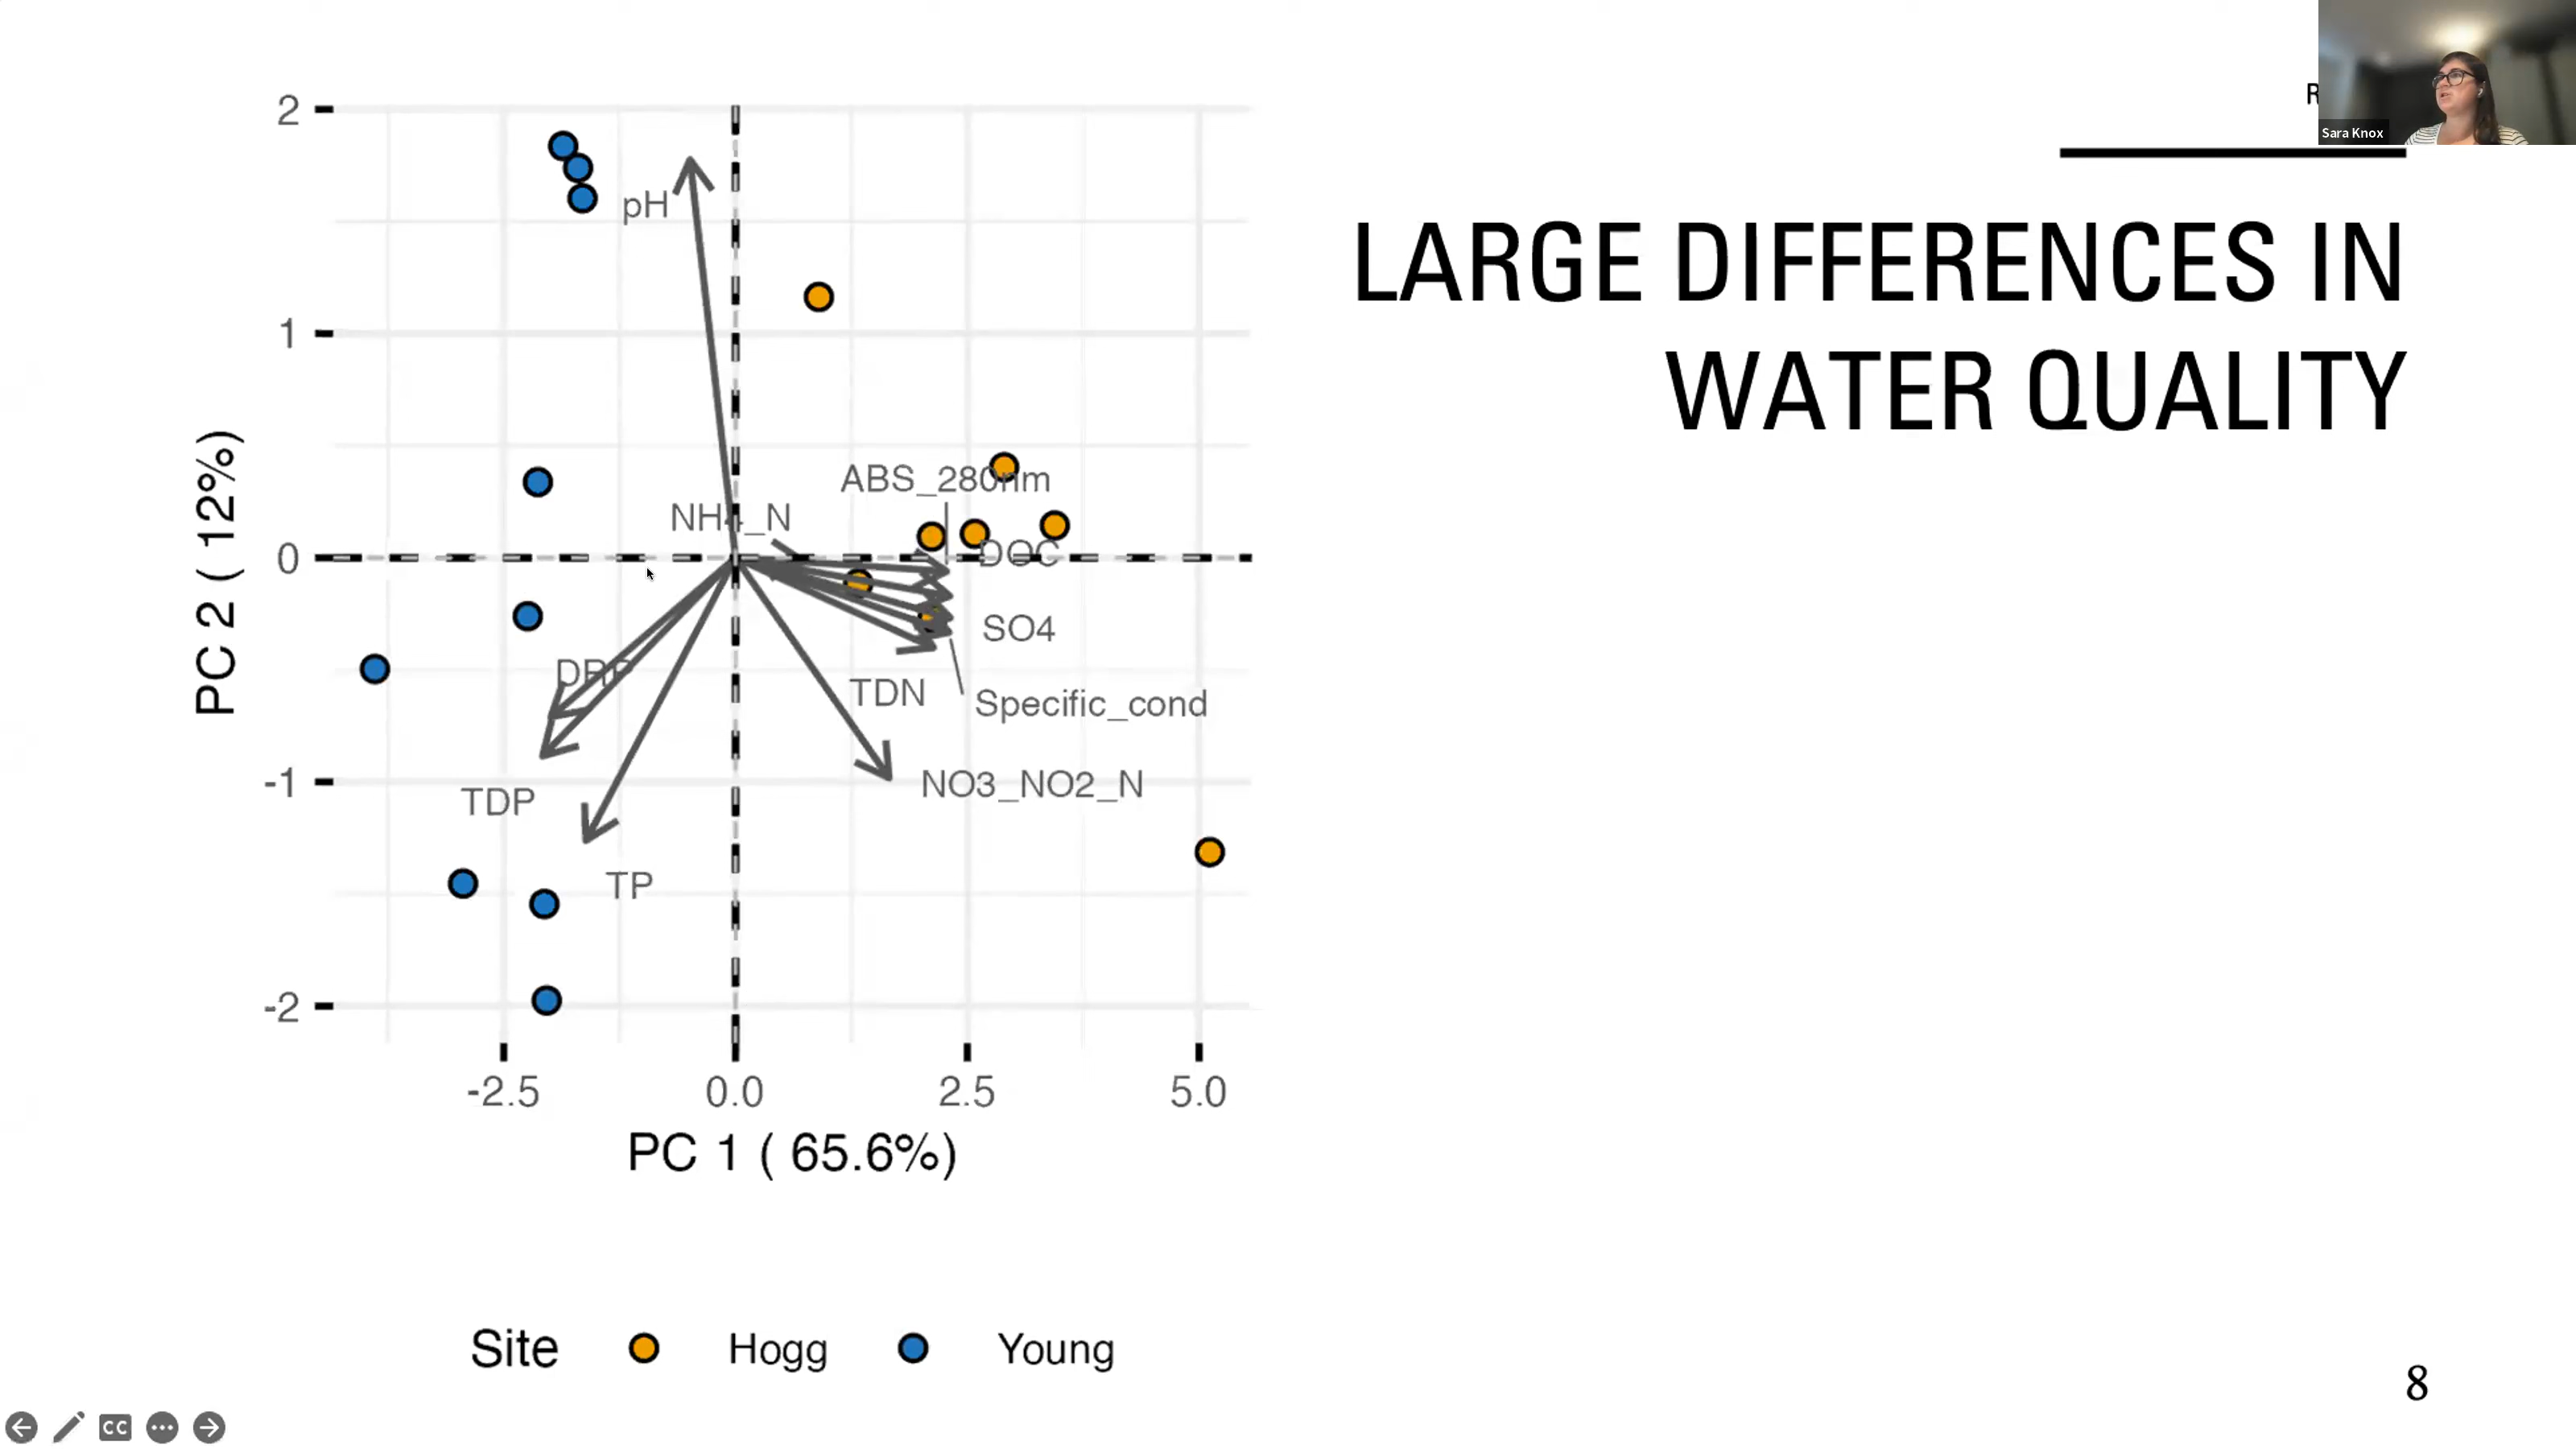 Sara Knox
LARGE DIFFERENCES IN
WATER QUALITY
2
1
0
-1
-2
PC 2 ( 12%)
pH
ABS_280nm
NH4_N
DOC
SO4
DRP
TDN
Specific_cond
NO3_NO2_N
TDP
TP
-2.5
0.0
2.5
5.0
PC 1 ( 65.6%)
Site
Hogg
Young
8
CC